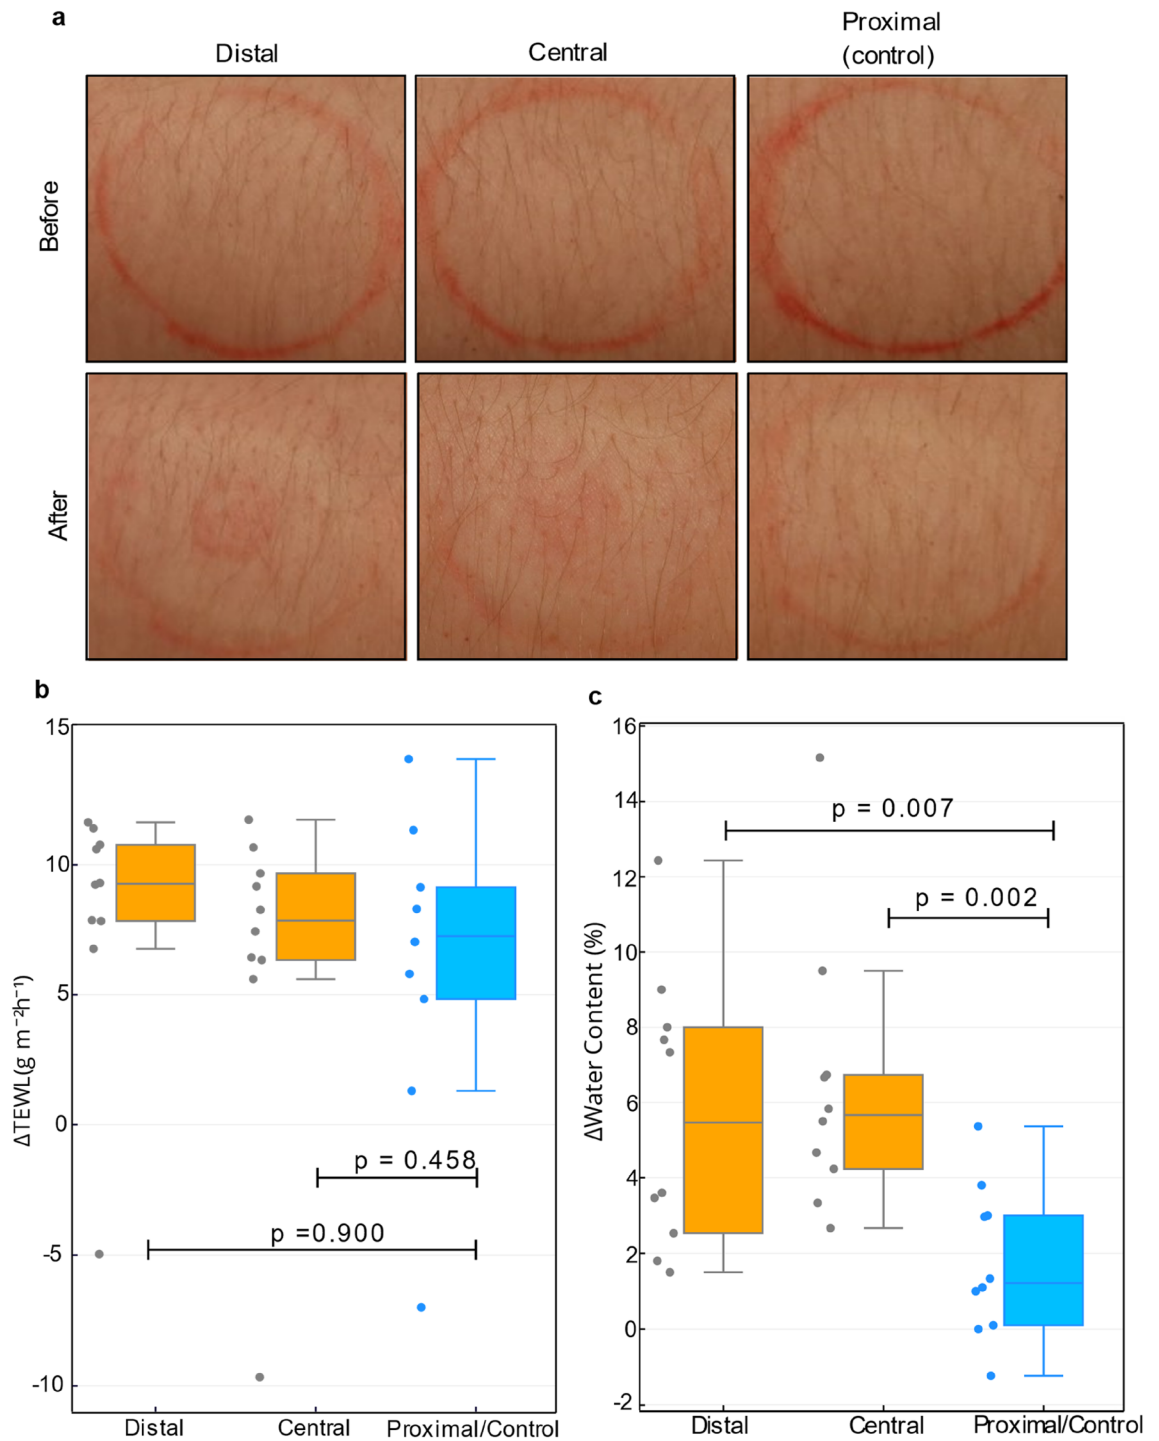 a
Distal
Central
Proximal
(control)
Before
After
b
15
10
5
0
-5
-10
ΔTEWL(g m⁻²h⁻¹)
p = 0.458
p =0.900
Distal
Central
Proximal/Control
c
16
14
12
10
8
6
4
2
0
-2
ΔWater Content (%)
p = 0.007
p = 0.002
Distal
Central
Proximal/Control